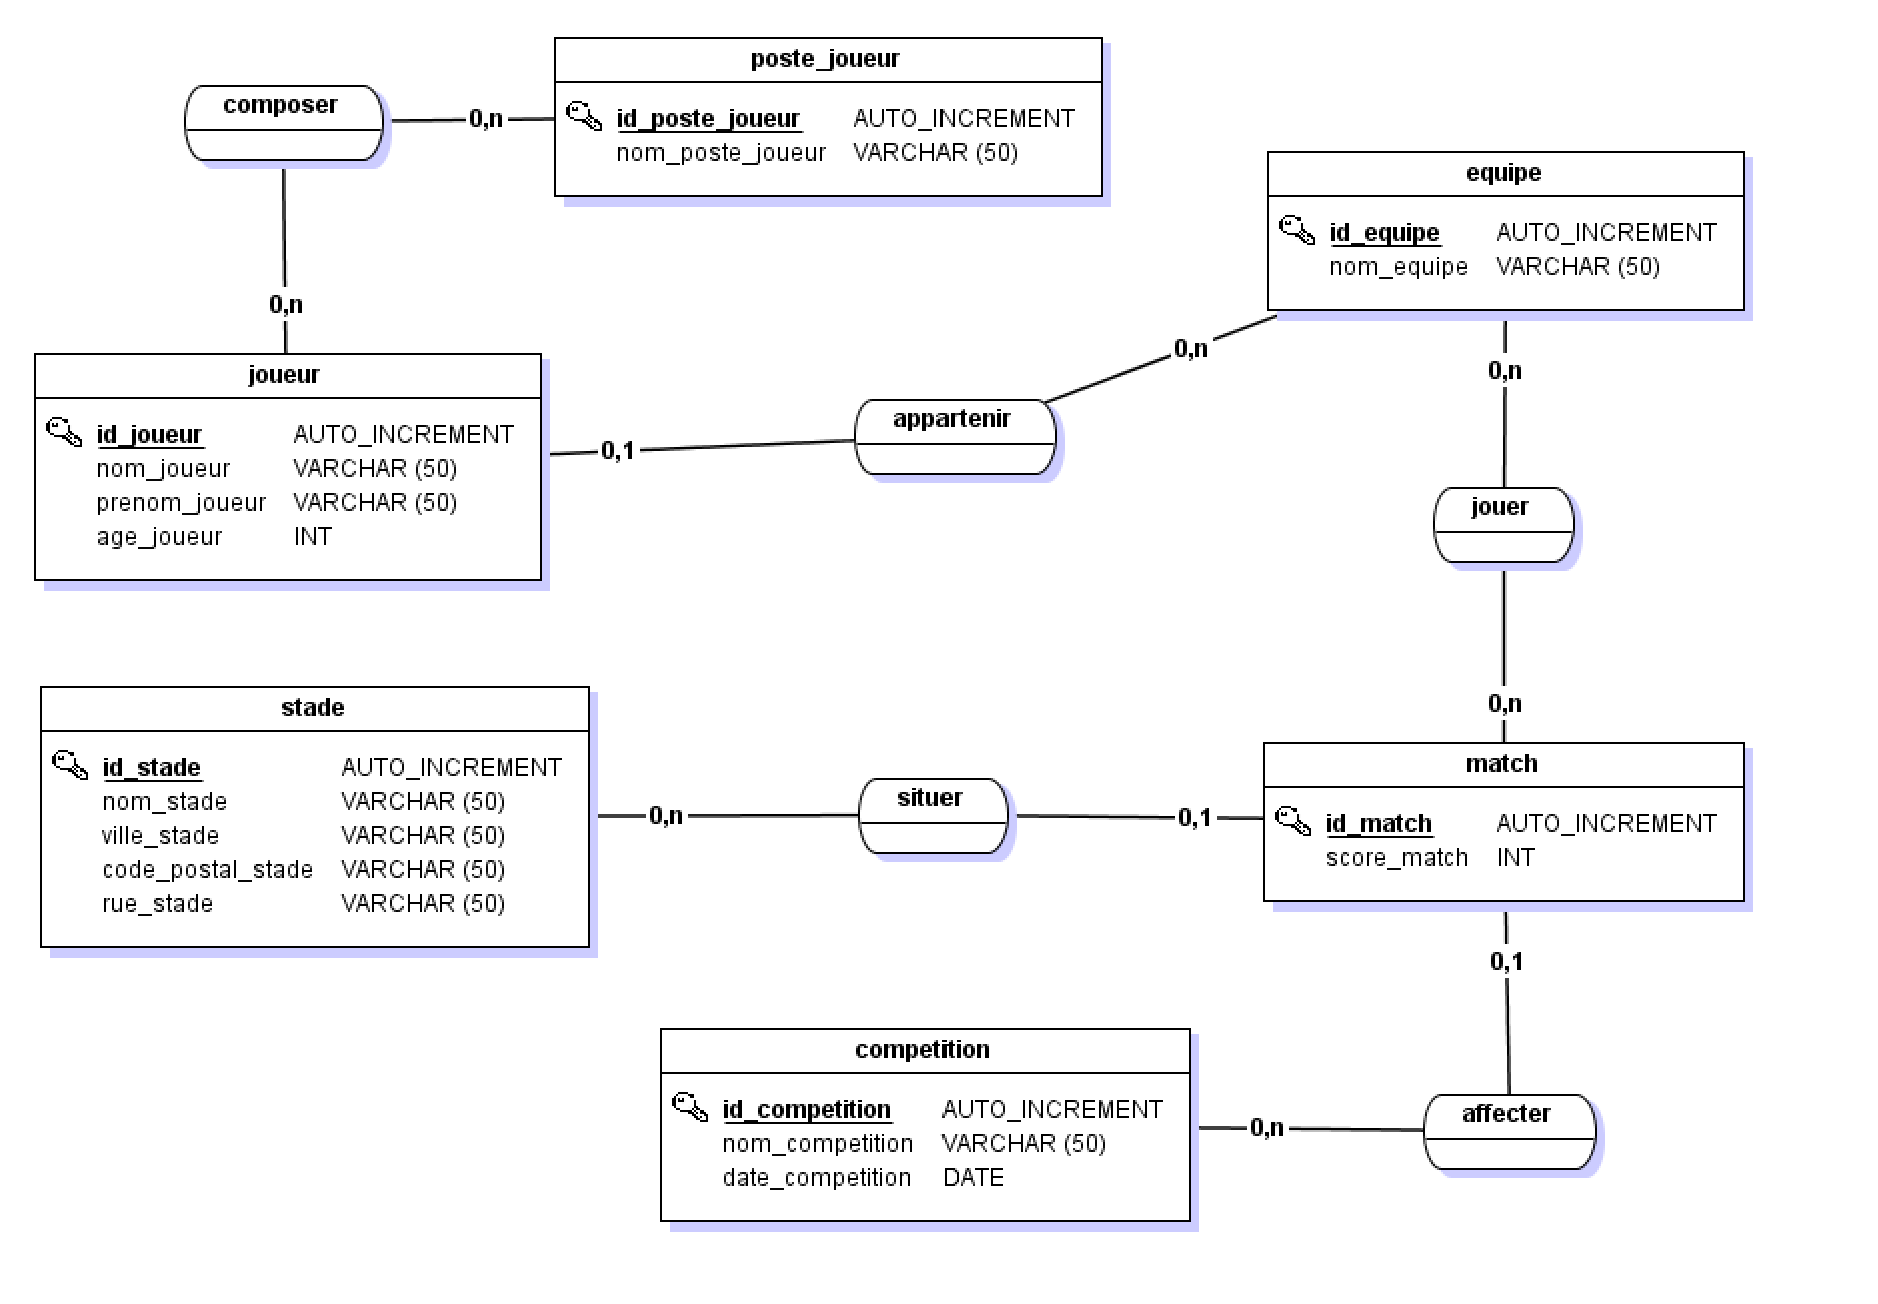 poste_joueur
id_poste_joueur AUTO_INCREMENT
nom_poste_joueur VARCHAR (50)
composer
0,n
0,n
equipe
id_equipe AUTO_INCREMENT
nom_equipe VARCHAR (50)
joueur
id_joueur AUTO_INCREMENT
nom_joueur VARCHAR (50)
prenom_joueur VARCHAR (50)
age_joueur INT
0,1
appartenir
0,n
0,n
jouer
0,n
stade
id_stade AUTO_INCREMENT
nom_stade VARCHAR (50)
ville_stade VARCHAR (50)
code_postal_stade VARCHAR (50)
rue_stade VARCHAR (50)
0,n
situer
0,1
match
id_match AUTO_INCREMENT
score_match INT
0,1
competition
id_competition AUTO_INCREMENT
nom_competition VARCHAR (50)
date_competition DATE
0,n
affecter